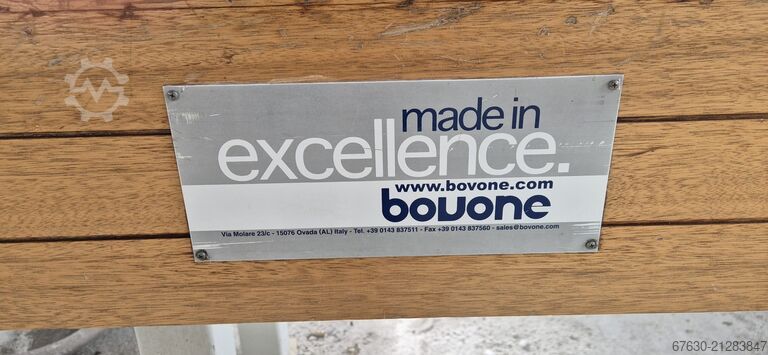 made in
excellence.
www.bovone.com
bovone
Via Molare 23/c - 15076 Ovada (AL) Italy - Tel. +39 0143 837511 - Fax +39 0143 837560 - sales@bovone.com
67630-21283847